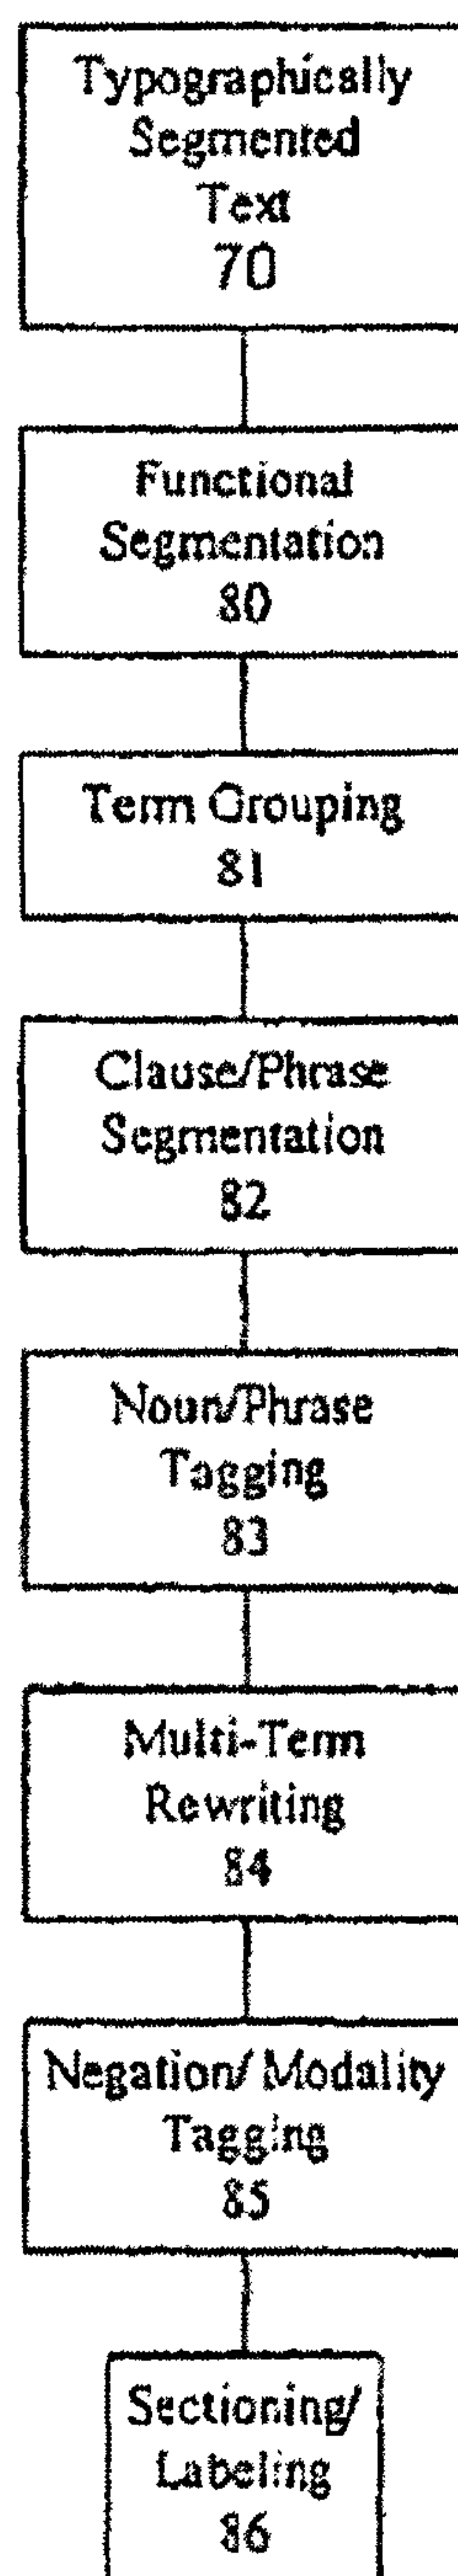 Typographically
Segmented
Text
70
Functional
Segmentation
80
Term Grouping
81
Clause/Phrase
Segmentation
82
Noun/Phrase
Tagging
83
Multi-Term
Rewriting
84
Negation/ Modality
Tagging
85
Sectioning/
Labeling
86